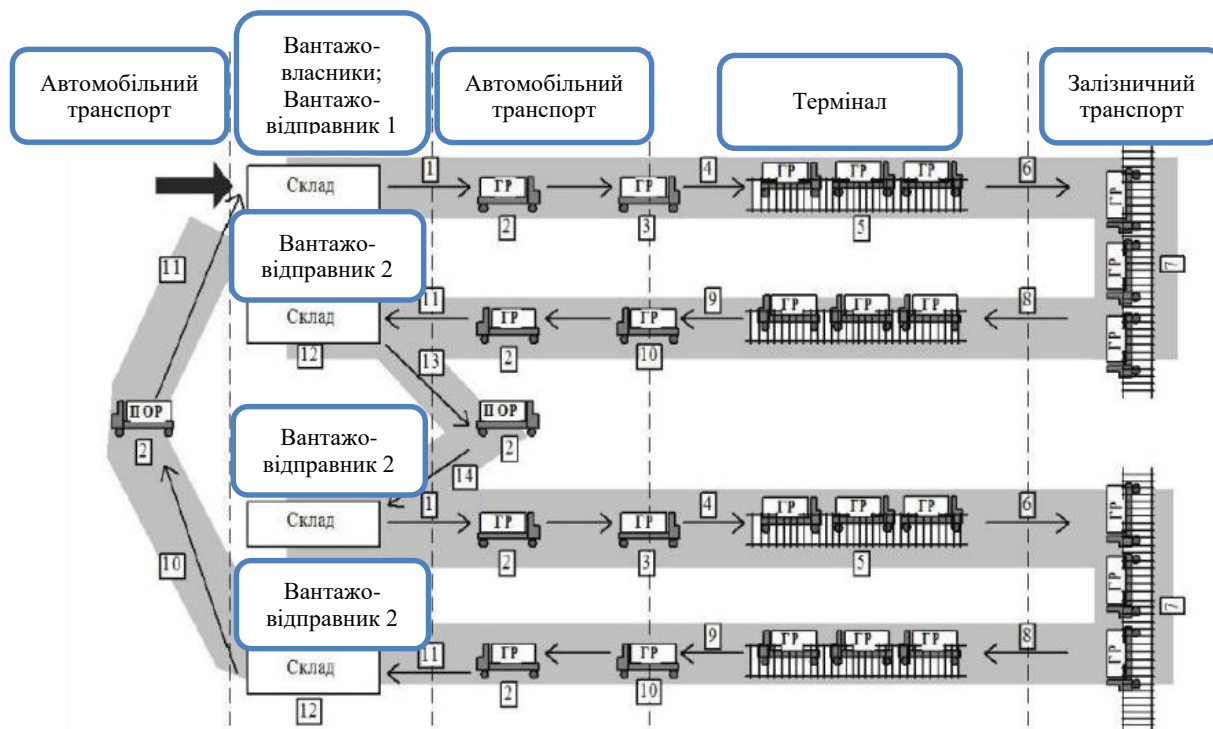 Автомобільний
транспорт
Вантажо-
власники;
Вантажо-
відправник 1
Автомобільний
транспорт
Термінал
Залізничний
транспорт
Склад
1
ГР
ГР
4
ГР
ГР
ГР
6
ГР
2
3
5
11
Вантажо-
відправник 2
ГР
7
Склад
11
ГР
ГР
9
ГР
ГР
ГР
8
ГР
12
13
2
10
ПОР
2
ПОР
2
Вантажо-
відправник 2
14
Склад
1
ГР
ГР
4
ГР
ГР
ГР
6
ГР
2
3
5
10
Вантажо-
відправник 2
ГР
7
Склад
11
ГР
ГР
9
ГР
ГР
ГР
8
ГР
12
2
10